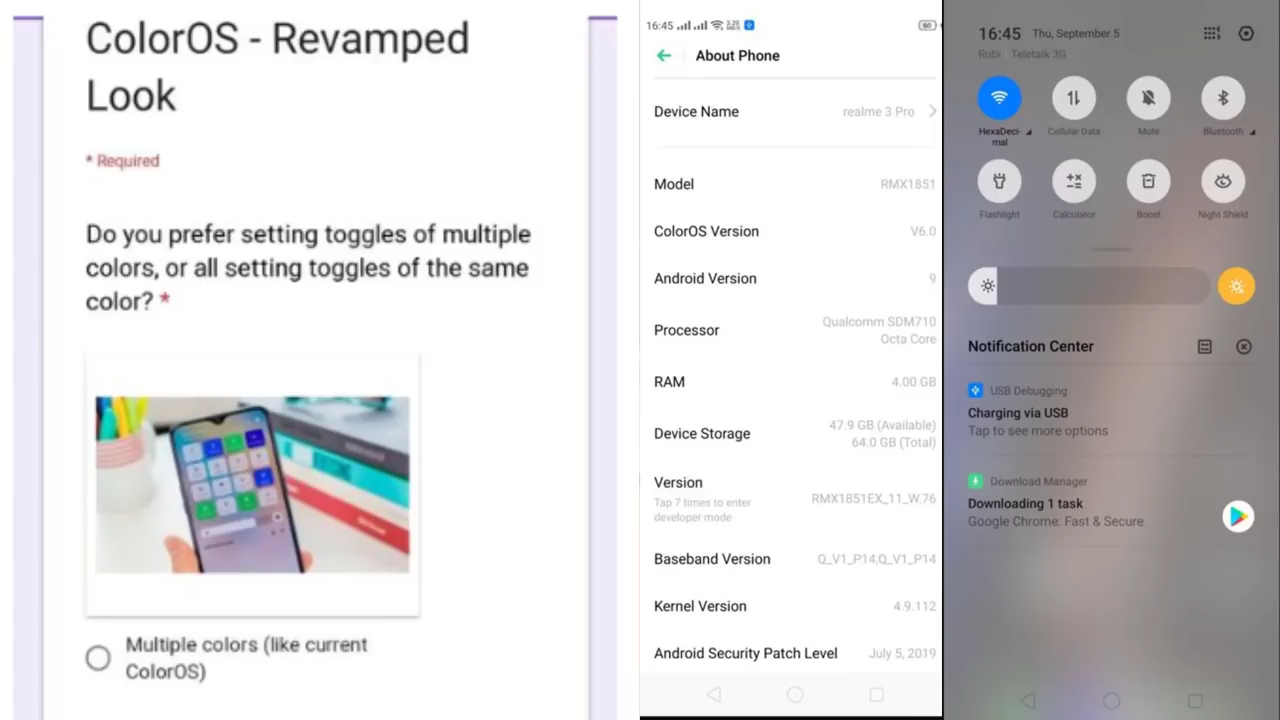 ColorOS - Revamped
Look
* Required
Do you prefer setting toggles of multiple
colors, or all setting toggles of the same
color? *
Multiple colors (like current
ColorOS)
16:45
60
About Phone
Device Name realme 3 Pro
Model RMX1851
ColorOS Version V6.0
Android Version 9
Processor Qualcomm SDM710
Octa Core
RAM 4.00 GB
Device Storage 47.9 GB (Available)
64.0 GB (Total)
Version RMX1851EX_11_W.76
Tap 7 times to enter
developer mode
Baseband Version Q_V1_P14,Q_V1_P14
Kernel Version 4.9.112
Android Security Patch Level July 5, 2019
16:45 Thu, September 5
Robi Teletalk 3G
HexaDeci-
mal
Cellular Data
Mute
Bluetooth
Flashlight
Calculator
Boost
Night Shield
Notification Center
USB Debugging
Charging via USB
Tap to see more options
Download Manager
Downloading 1 task
Google Chrome: Fast & Secure